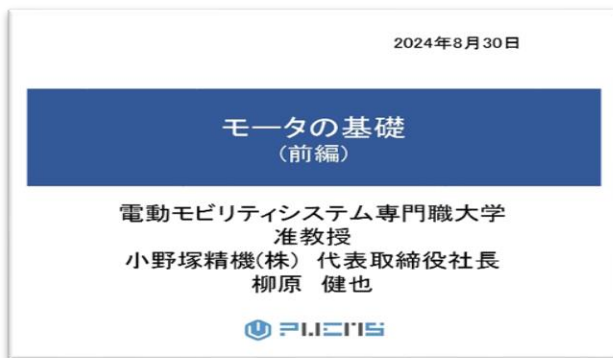 2024年8月30日
モータの基礎
(前編)
電動モビリティシステム専門職大学
准教授
小野塚精機(株) 代表取締役社長
柳原 健也